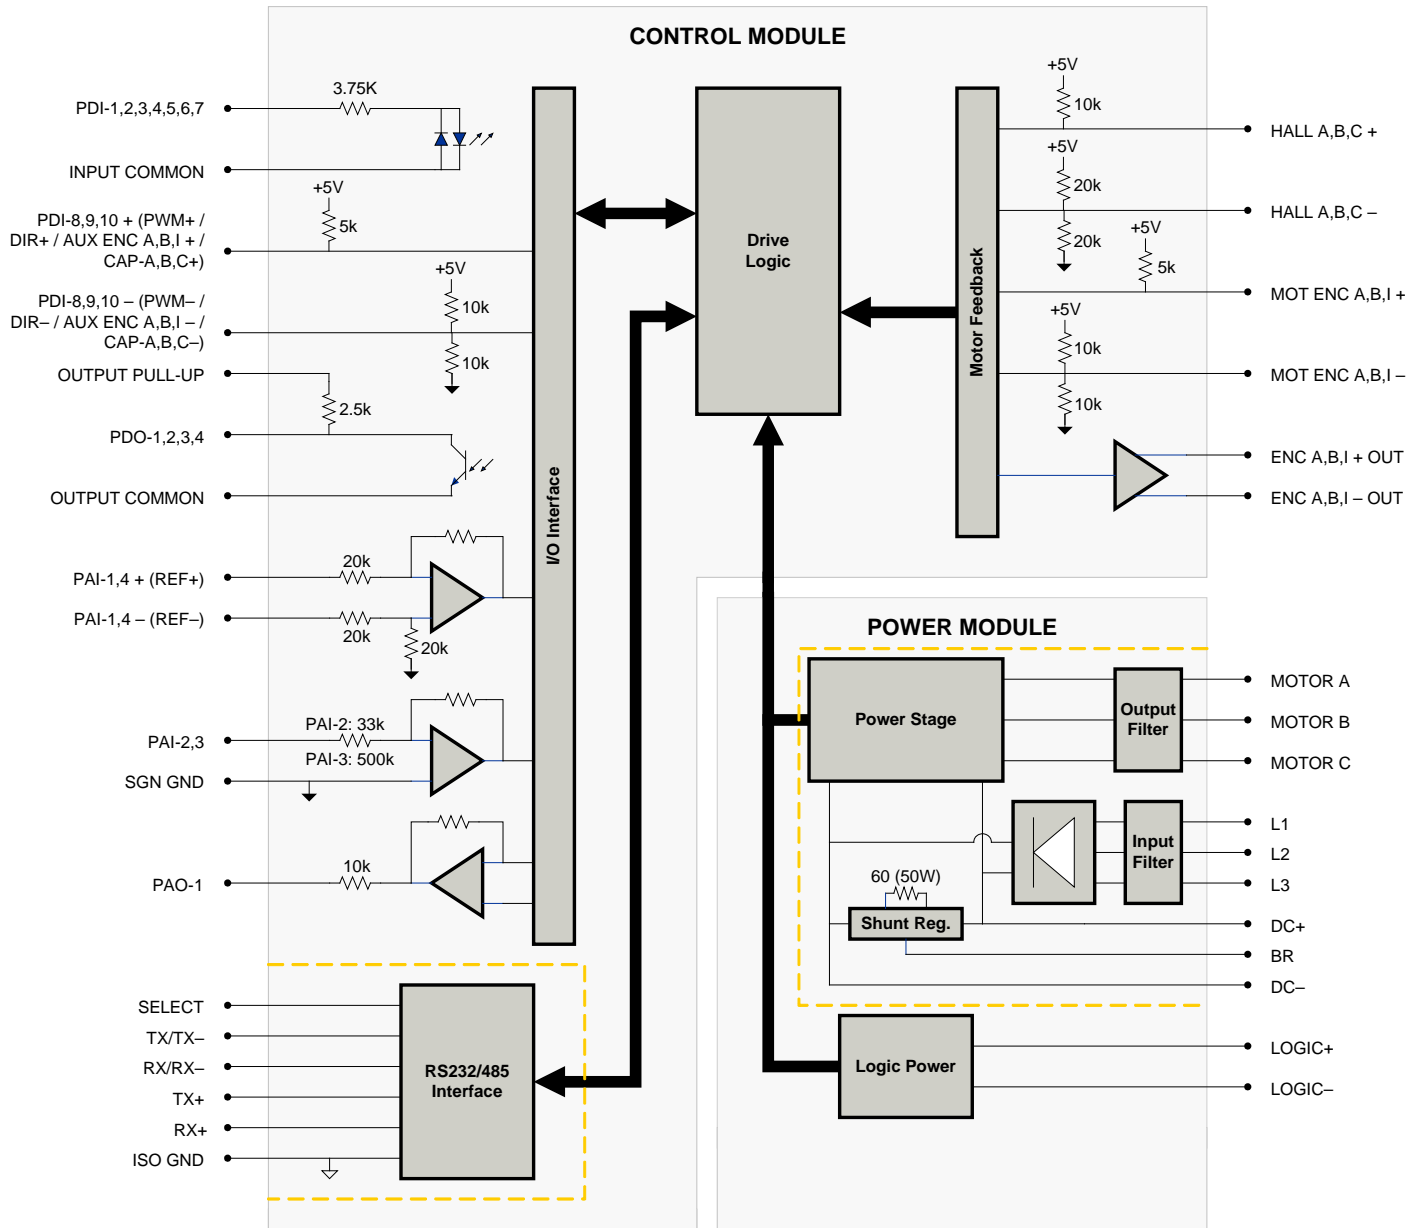 CONTROL MODULE
PDI-1,2,3,4,5,6,7
3.75K
INPUT COMMON
+5V
5k
PDI-8,9,10 + (PWM+ /
DIR+ / AUX ENC A,B,I + /
CAP-A,B,C+)
+5V
10k
10k
PDI-8,9,10 – (PWM– /
DIR– / AUX ENC A,B,I – /
CAP-A,B,C–)
OUTPUT PULL-UP
2.5k
PDO-1,2,3,4
OUTPUT COMMON
PAI-1,4 + (REF+)
20k
PAI-1,4 – (REF–)
20k
20k
PAI-2: 33k
PAI-2,3
PAI-3: 500k
SGN GND
10k
PAO-1
I/O Interface
Drive
Logic
Motor Feedback
+5V
10k
HALL A,B,C +
+5V
20k
HALL A,B,C –
20k
+5V
5k
MOT ENC A,B,I +
+5V
10k
MOT ENC A,B,I –
10k
ENC A,B,I + OUT
ENC A,B,I – OUT
SELECT
TX/TX–
RX/RX–
TX+
RX+
ISO GND
RS232/485
Interface
POWER MODULE
Power Stage
Output
Filter
MOTOR A
MOTOR B
MOTOR C
Input
Filter
L1
L2
L3
60 (50W)
Shunt Reg.
DC+
BR
DC–
Logic Power
LOGIC+
LOGIC–